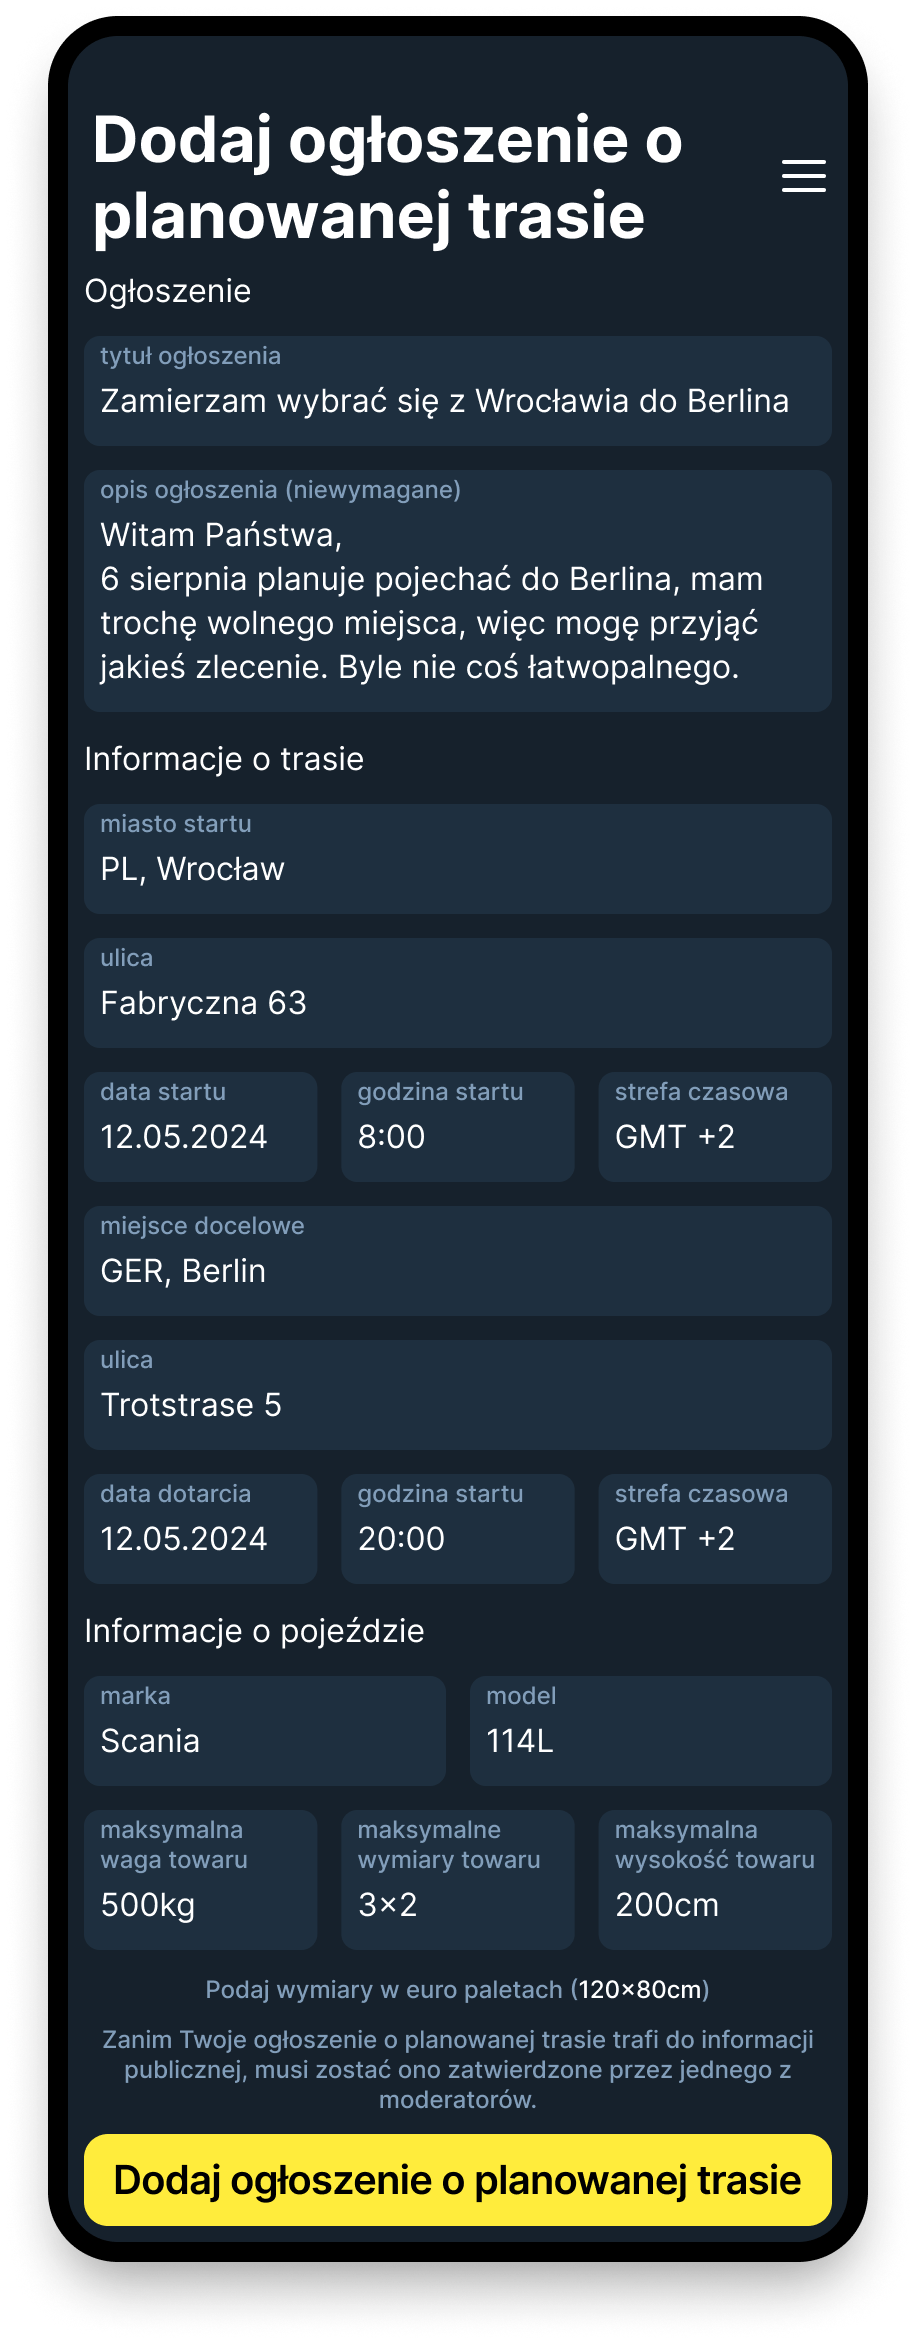 Dodaj ogłoszenie o
planowanej trasie
Ogłoszenie
tytuł ogłoszenia
Zamierzam wybrać się z Wrocławia do Berlina
opis ogłoszenia (niewymagane)
Witam Państwa,
6 sierpnia planuje pojechać do Berlina, mam
trochę wolnego miejsca, więc mogę przyjąć
jakieś zlecenie. Byle nie coś łatwopalnego.
Informacje o trasie
miasto startu
PL, Wrocław
ulica
Fabryczna 63
data startu
12.05.2024
godzina startu
8:00
strefa czasowa
GMT +2
miejsce docelowe
GER, Berlin
ulica
Trotstrase 5
data dotarcia
12.05.2024
godzina startu
20:00
strefa czasowa
GMT +2
Informacje o pojeździe
marka
Scania
model
114L
maksymalna
waga towaru
500kg
maksymalne
wymiary towaru
3×2
maksymalna
wysokość towaru
200cm
Podaj wymiary w euro paletach (120×80cm)
Zanim Twoje ogłoszenie o planowanej trasie trafi do informacji
publicznej, musi zostać ono zatwierdzone przez jednego z
moderatorów.
Dodaj ogłoszenie o planowanej trasie